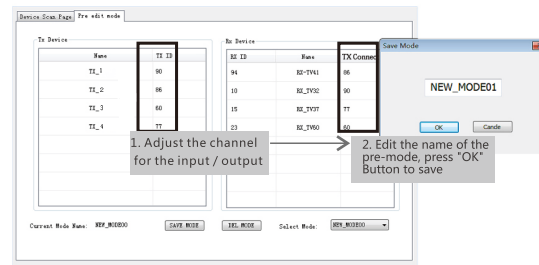 Device Scan Page Pre edit mode
Tx Device
Name TX ID
TX_1 90
TX_2 86
TX_3 60
TX_4 77
Rx Device
RX ID Name TX Connec
94 RX-TV41 86
10 RX_TV32 90
15 RX_TV37 77
23 RX_TV60 60
Save Mode
NEW_MODE01
OK Cancle
1. Adjust the channel
for the input / output
2. Edit the name of the
pre-mode, press "OK"
Button to save
Current Mode Name: NEW_MODE00 SAVE MODE DEL MODE Select Mode: NEW_MODE00